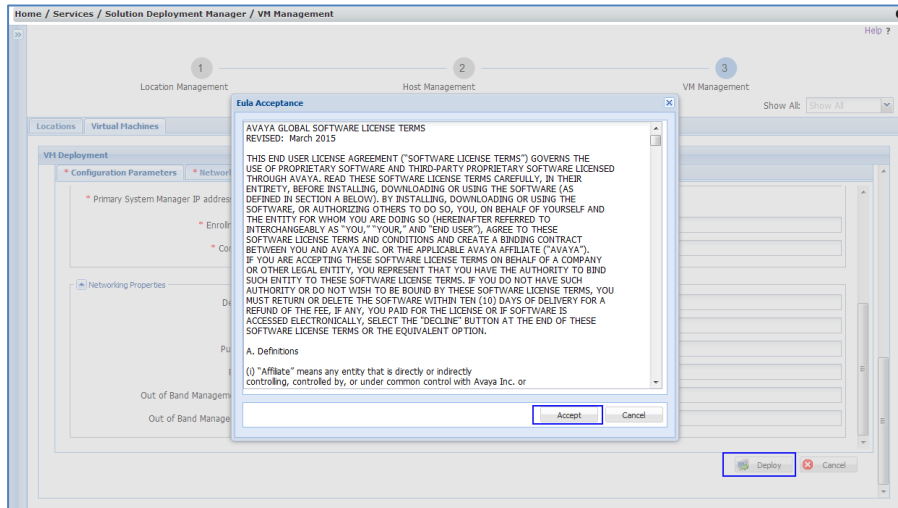 Home / Services / Solution Deployment Manager / VM Management
Help ?
1
2
3
Location Management
Host Management
VM Management
Show All: Show All
Locations
Virtual Machines
VM Deployment
* Configuration Parameters
* Network
* Primary System Manager IP address
* Enrolln
* Con
Networking Properties
De
Pu
Out of Band Managem
Out of Band Manage
Eula Acceptance
AVAYA GLOBAL SOFTWARE LICENSE TERMS
REVISED: March 2015
THIS END USER LICENSE AGREEMENT ("SOFTWARE LICENSE TERMS") GOVERNS THE
USE OF PROPRIETARY SOFTWARE AND THIRD-PARTY PROPRIETARY SOFTWARE LICENSED
THROUGH AVAYA. READ THESE SOFTWARE LICENSE TERMS CAREFULLY, IN THEIR
ENTIRETY, BEFORE INSTALLING, DOWNLOADING OR USING THE SOFTWARE (AS
DEFINED IN SECTION A BELOW). BY INSTALLING, DOWNLOADING OR USING THE
SOFTWARE, OR AUTHORIZING OTHERS TO DO SO, YOU, ON BEHALF OF YOURSELF AND
THE ENTITY FOR WHOM YOU ARE DOING SO (HEREINAFTER REFERRED TO
INTERCHANGEABLY AS "YOU," "YOUR," AND "END USER"), AGREE TO THESE
SOFTWARE LICENSE TERMS AND CONDITIONS AND CREATE A BINDING CONTRACT
BETWEEN YOU AND AVAYA INC. OR THE APPLICABLE AVAYA AFFILIATE ("AVAYA").
IF YOU ARE ACCEPTING THESE SOFTWARE LICENSE TERMS ON BEHALF OF A COMPANY
OR OTHER LEGAL ENTITY, YOU REPRESENT THAT YOU HAVE THE AUTHORITY TO BIND
SUCH ENTITY TO THESE SOFTWARE LICENSE TERMS. IF YOU DO NOT HAVE SUCH
AUTHORITY OR DO NOT WISH TO BE BOUND BY THESE SOFTWARE LICENSE TERMS, YOU
MUST RETURN OR DELETE THE SOFTWARE WITHIN TEN (10) DAYS OF DELIVERY FOR A
REFUND OF THE FEE, IF ANY, YOU PAID FOR THE LICENSE OR IF SOFTWARE IS
ACCESSED ELECTRONICALLY, SELECT THE "DECLINE" BUTTON AT THE END OF THESE
SOFTWARE LICENSE TERMS OR THE EQUIVALENT OPTION.
A. Definitions
(i) "Affiliate" means any entity that is directly or indirectly
controlling, controlled by, or under common control with Avaya Inc. or
Accept
Cancel
Deploy
Cancel